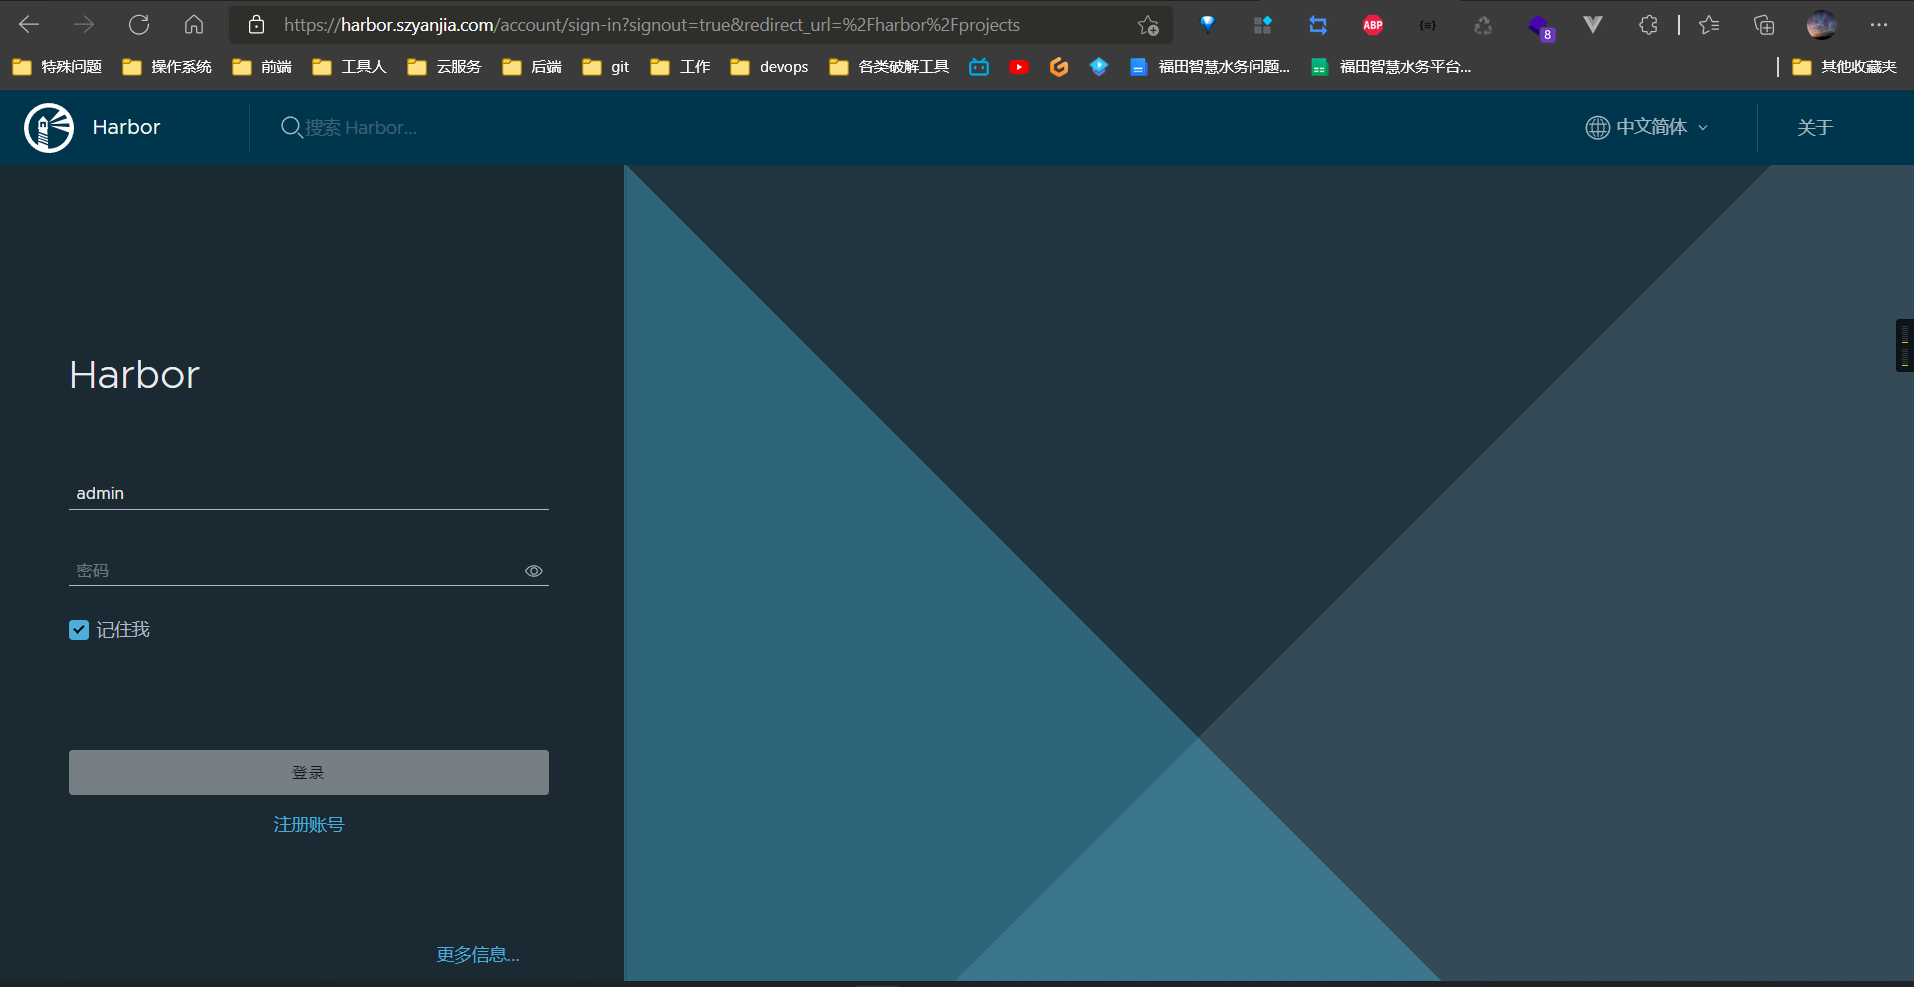 https://harbor.szyanjia.com/account/sign-in?signout=true&redirect_url=%2Fharbor%2Fprojects
ABP
8
特殊问题 操作系统 前端 工具人 云服务 后端 git 工作 devops 各类破解工具 福田智慧水务问题... 福田智慧水务平台... 其他收藏夹
Harbor 搜索 Harbor... 中文简体 关于
Harbor
admin
密码
记住我
登录
注册账号
更多信息...